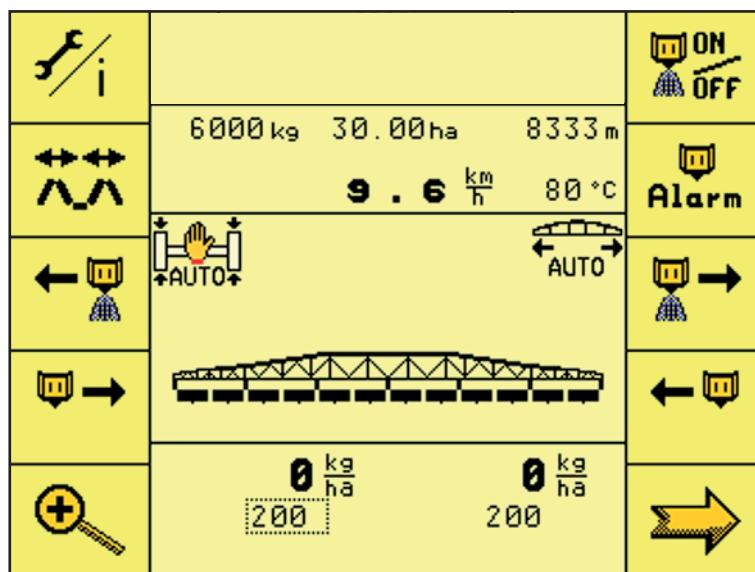 i
ON
OFF
6000 kg 30.00 ha 8333 m
9.6 km/h 80 °C
Alarm
AUTO
AUTO
0 kg/ha 0 kg/ha
200 200